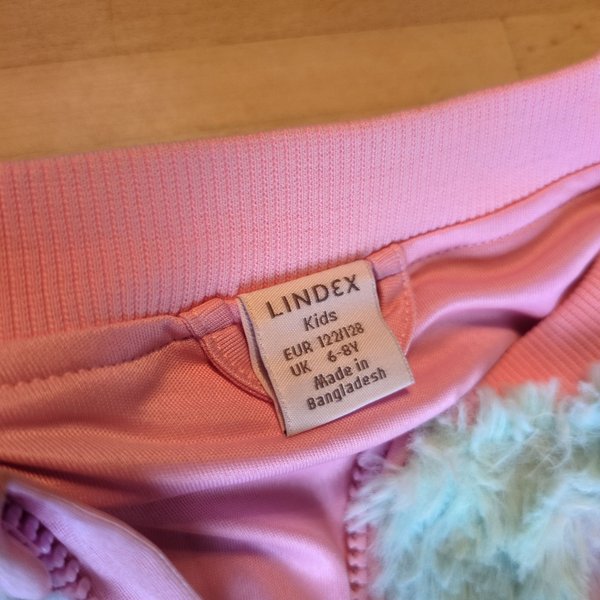 LINDEX
Kids
EUR 122/128
UK 6-8Y
Made in
Bangladesh